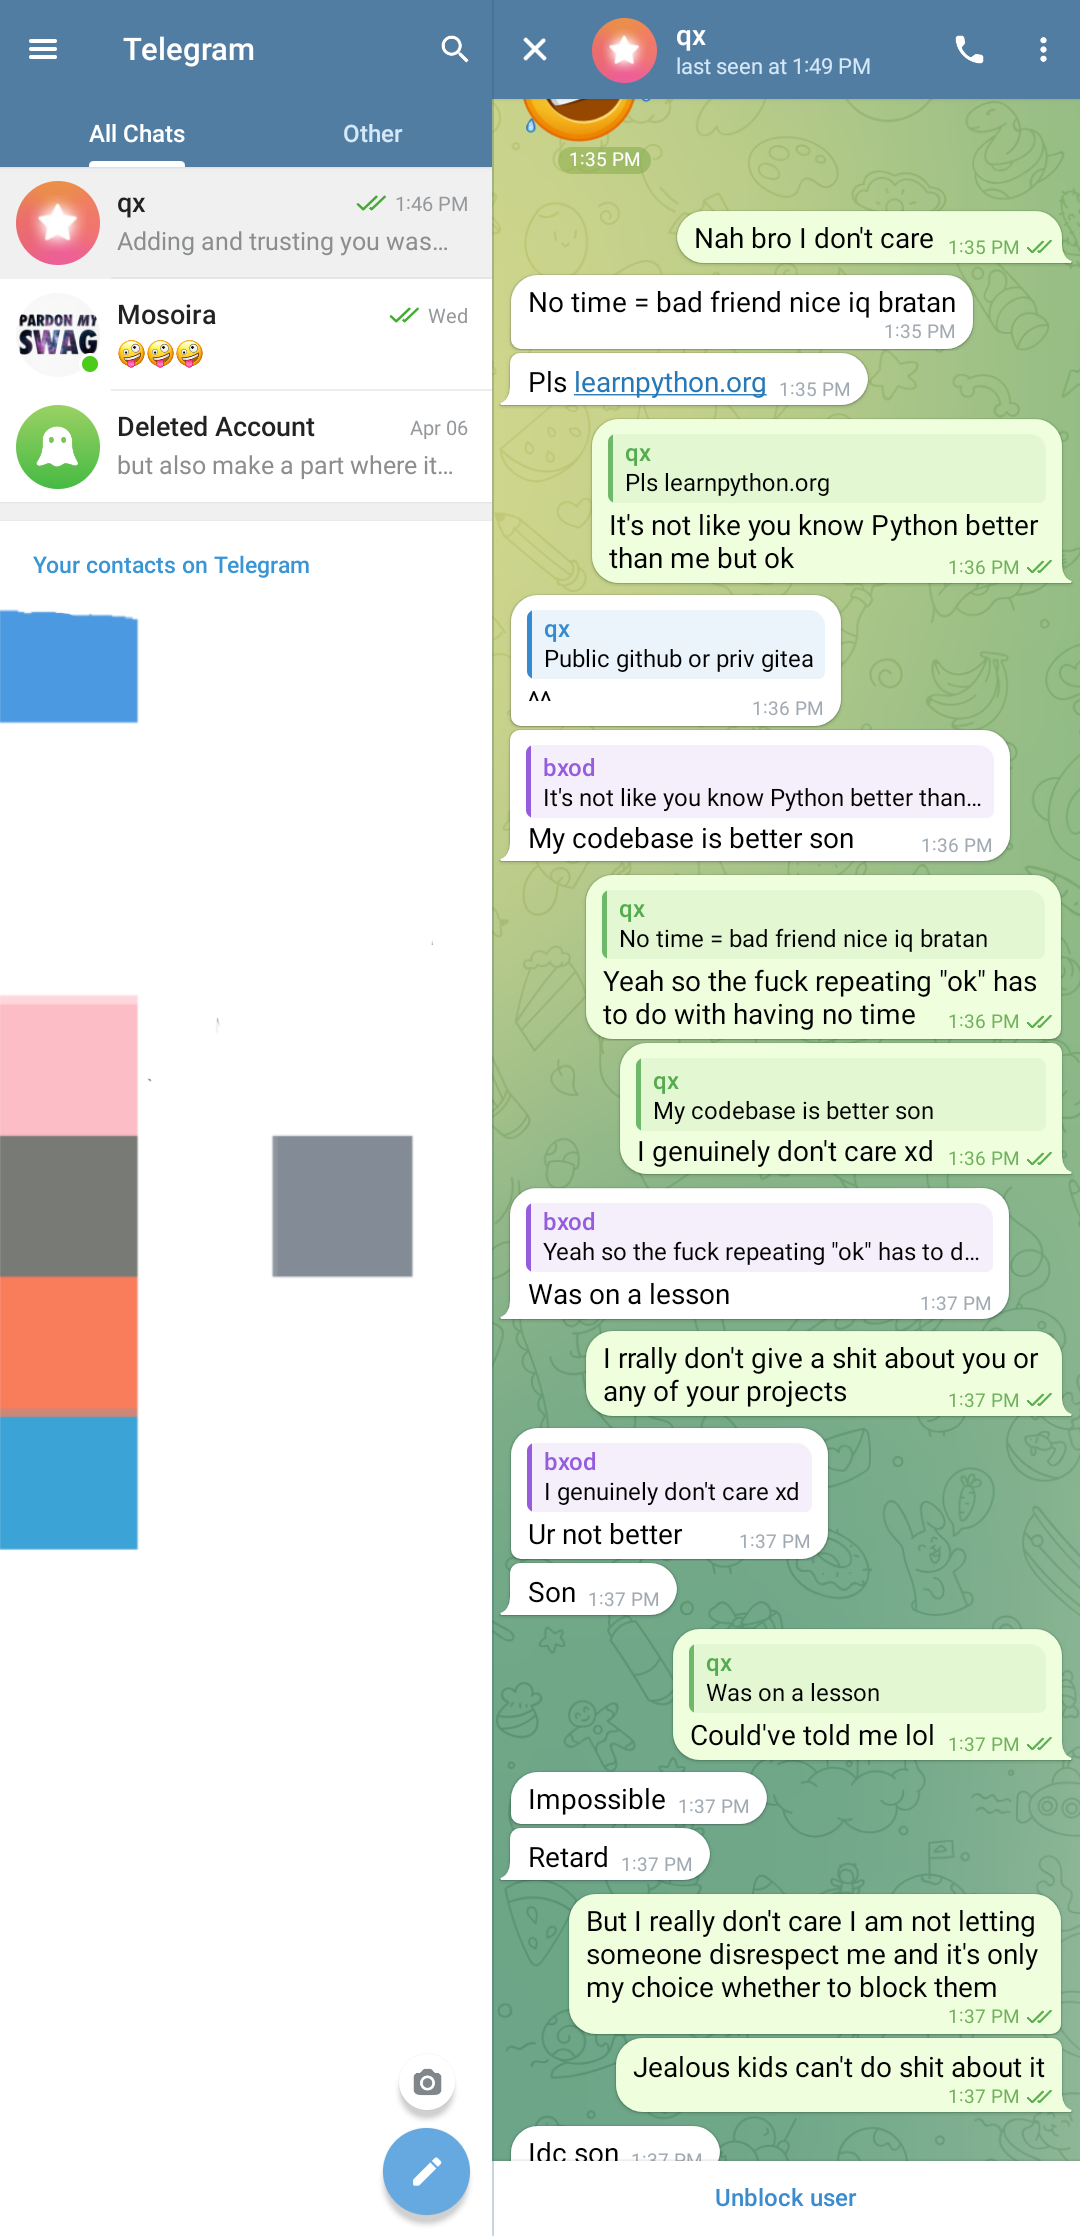 Telegram
All Chats
Other
qx
1:46 PM
Adding and trusting you was...
PARDON MY
SWAG
Mosoira
Wed
🤪🤪🤪
Deleted Account
Apr 06
but also make a part where it...
Your contacts on Telegram
qx
last seen at 1:49 PM
1:35 PM
Nah bro I don't care 1:35 PM
No time = bad friend nice iq bratan
1:35 PM
Pls learnpython.org 1:35 PM
qx
Pls learnpython.org
It's not like you know Python better
than me but ok 1:36 PM
qx
Public github or priv gitea
^^ 1:36 PM
bxod
It's not like you know Python better than...
My codebase is better son 1:36 PM
qx
No time = bad friend nice iq bratan
Yeah so the fuck repeating "ok" has
to do with having no time 1:36 PM
qx
My codebase is better son
I genuinely don't care xd 1:36 PM
bxod
Yeah so the fuck repeating "ok" has to d...
Was on a lesson 1:37 PM
I rrally don't give a shit about you or
any of your projects 1:37 PM
bxod
I genuinely don't care xd
Ur not better 1:37 PM
Son 1:37 PM
qx
Was on a lesson
Could've told me lol 1:37 PM
Impossible 1:37 PM
Retard 1:37 PM
But I really don't care I am not letting
someone disrespect me and it's only
my choice whether to block them
1:37 PM
Jealous kids can't do shit about it
1:37 PM
Idc son 1:37 PM
Unblock user